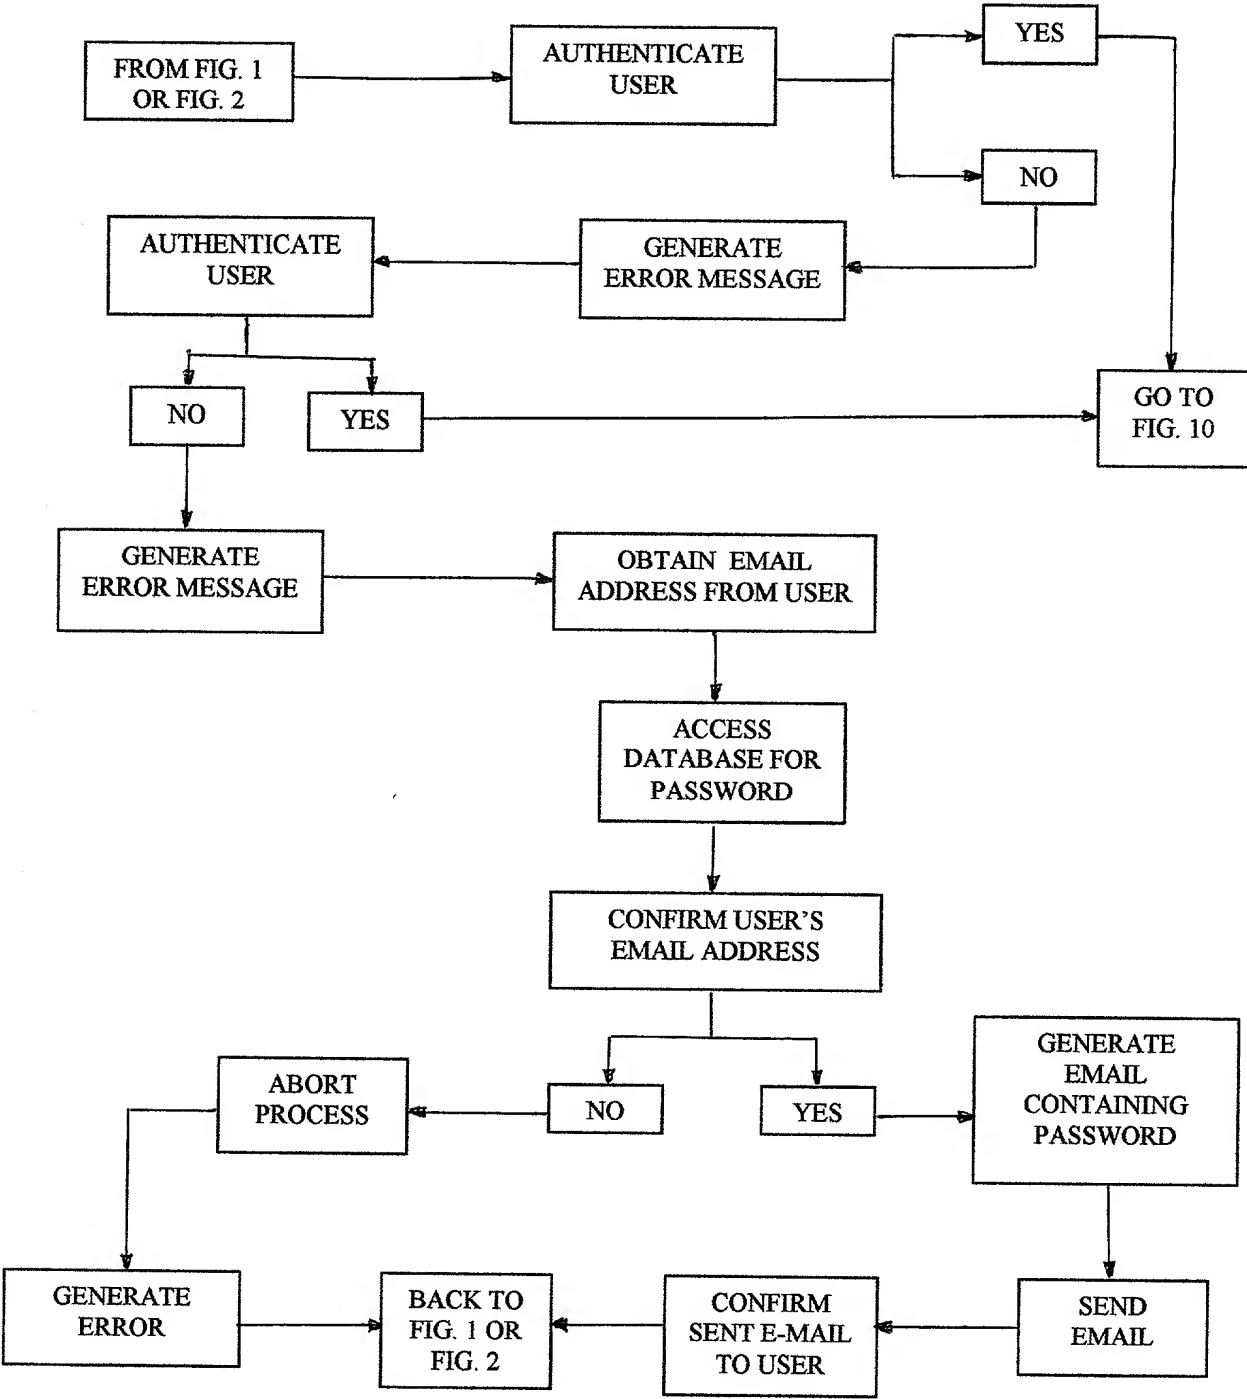 FROM FIG. 1
OR FIG. 2
AUTHENTICATE
USER
YES
NO
AUTHENTICATE
USER
GENERATE
ERROR MESSAGE
NO
YES
GO TO
FIG. 10
GENERATE
ERROR MESSAGE
OBTAIN EMAIL
ADDRESS FROM USER
ACCESS
DATABASE FOR
PASSWORD
CONFIRM USER'S
EMAIL ADDRESS
ABORT
PROCESS
NO
YES
GENERATE
EMAIL
CONTAINING
PASSWORD
GENERATE
ERROR
BACK TO
FIG. 1 OR
FIG. 2
CONFIRM
SENT E-MAIL
TO USER
SEND
EMAIL